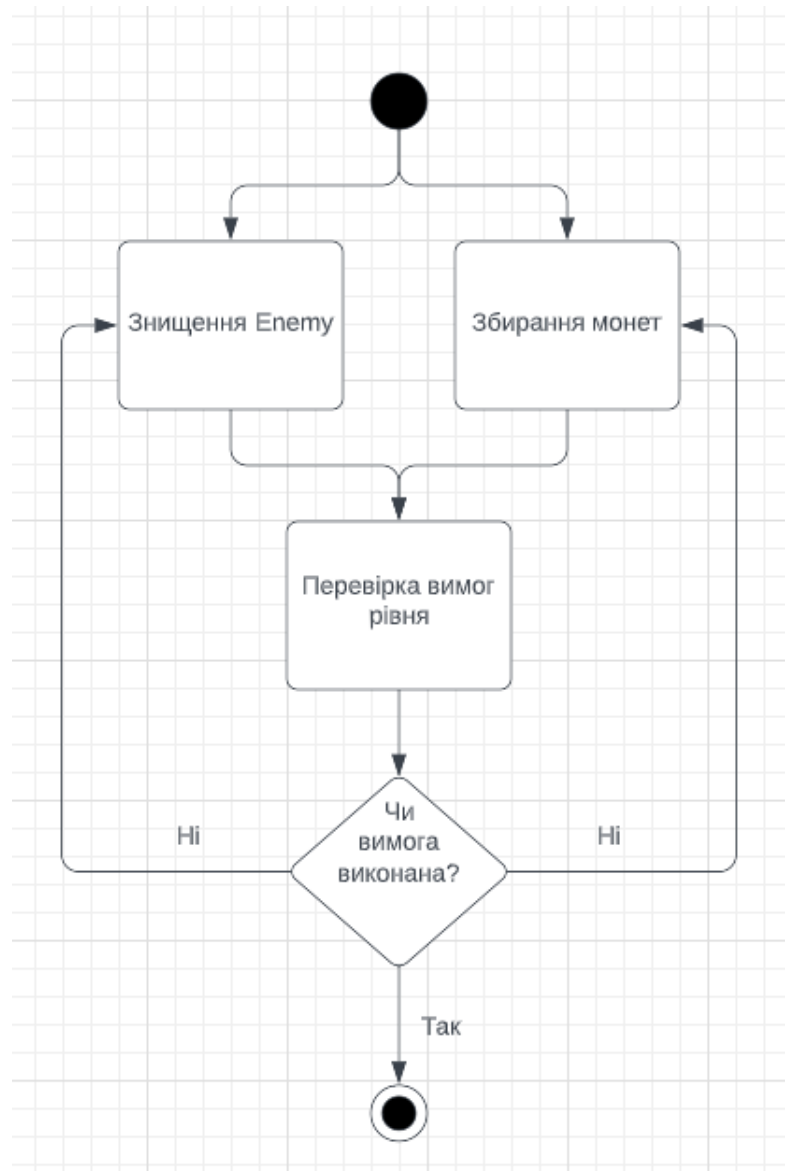 Знищення Enemy
Збирання монет
Перевірка вимог
рівня
Чи
вимога
виконана?
Ні
Ні
Так